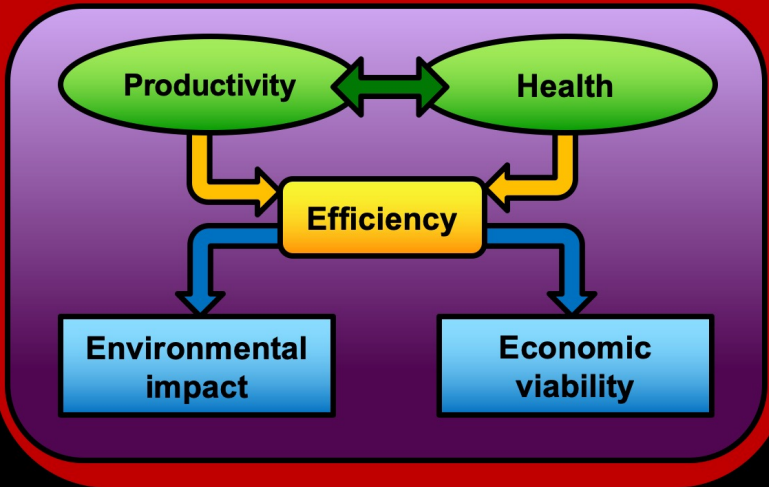 Productivity
Health
Efficiency
Environmental
impact
Economic
viability